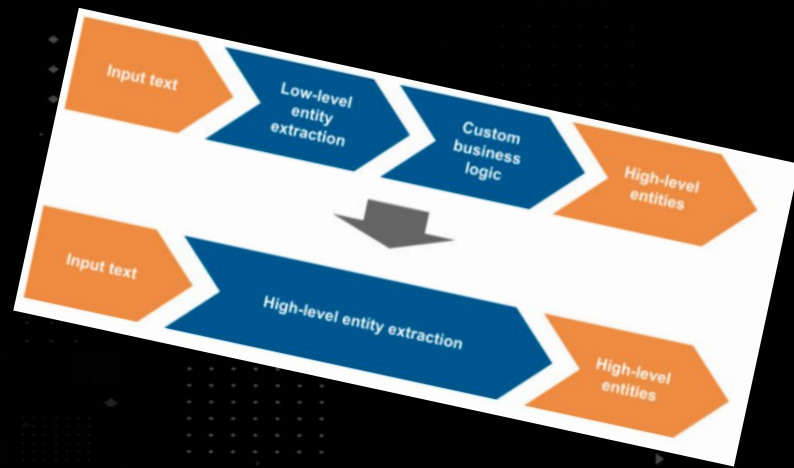 Input text
Low-level
entity
extraction
Custom
business
logic
High-level
entities
Input text
High-level entity extraction
High-level
entities